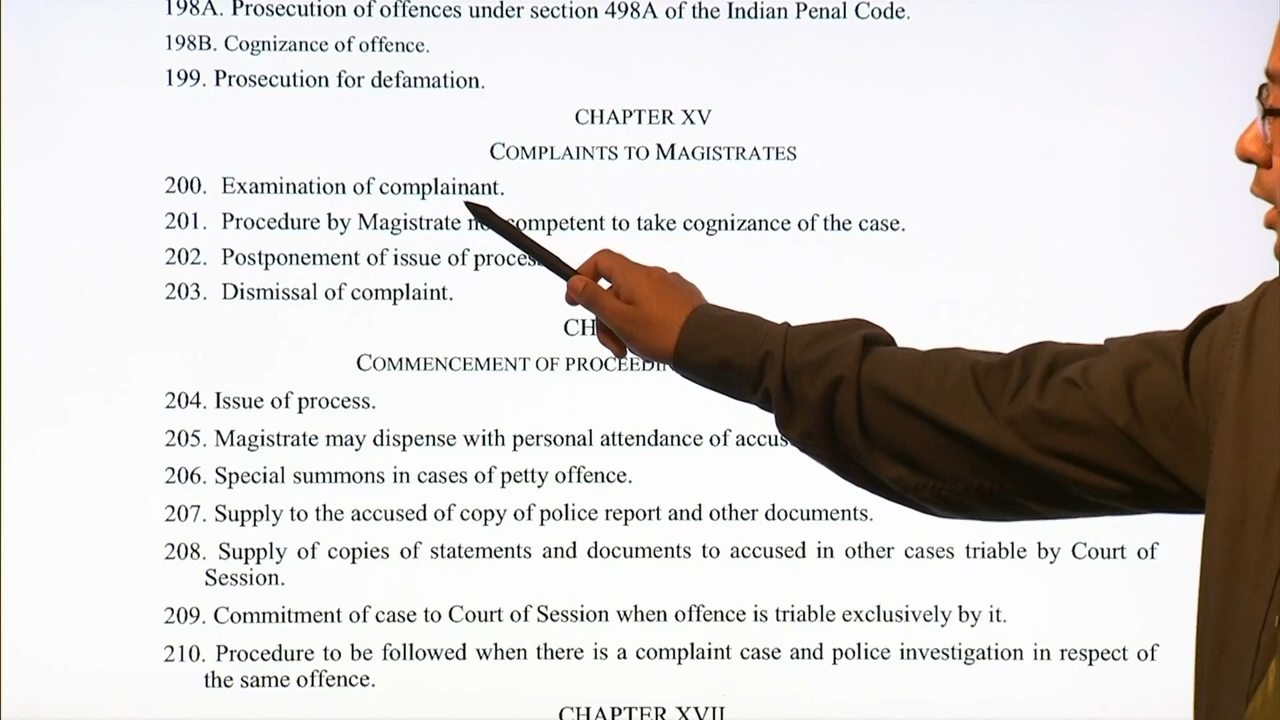 198A. Prosecution of offences under section 498A of the Indian Penal Code.
198B. Cognizance of offence.
199. Prosecution for defamation.
CHAPTER XV
COMPLAINTS TO MAGISTRATES
200. Examination of complainant.
201. Procedure by Magistrate competent to take cognizance of the case.
202. Postponement of issue of
203. Dismissal of complaint.
COMMENCEMENT OF
204. Issue of process.
205. Magistrate may dispense with personal attendance of
206. Special summons in cases of petty offence.
207. Supply to the accused of copy of police report and other documents.
208. Supply of copies of statements and documents to accused in other cases triable by Court of
Session.
209. Commitment of case to Court of Session when offence is triable exclusively by it.
210. Procedure to be followed when there is a complaint case and police investigation in respect of
the same offence.
CHAPTER XVII